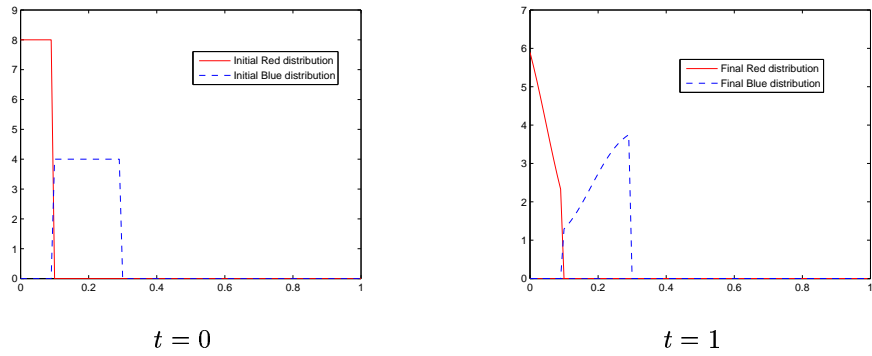 9
8
7
6
5
4
3
2
1
0
0 0.2 0.4 0.6 0.8 1
Initial Red distribution
Initial Blue distribution
t = 0
7
6
5
4
3
2
1
0
0 0.2 0.4 0.6 0.8 1
Final Red distribution
Final Blue distribution
t = 1